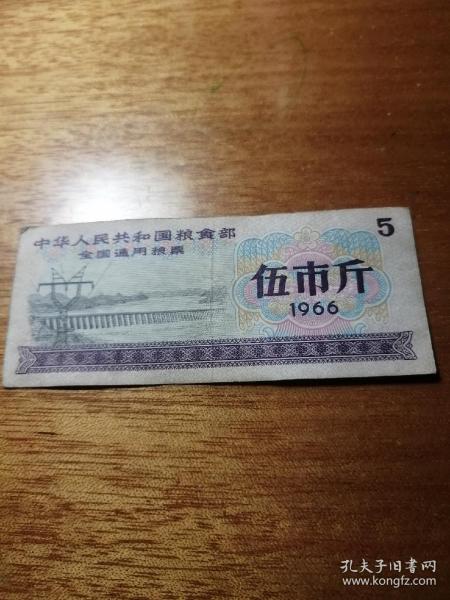 中华人民共和国粮食部
全国通用粮票
5
伍市斤
1966
孔夫子旧书网
www.kongfz.com